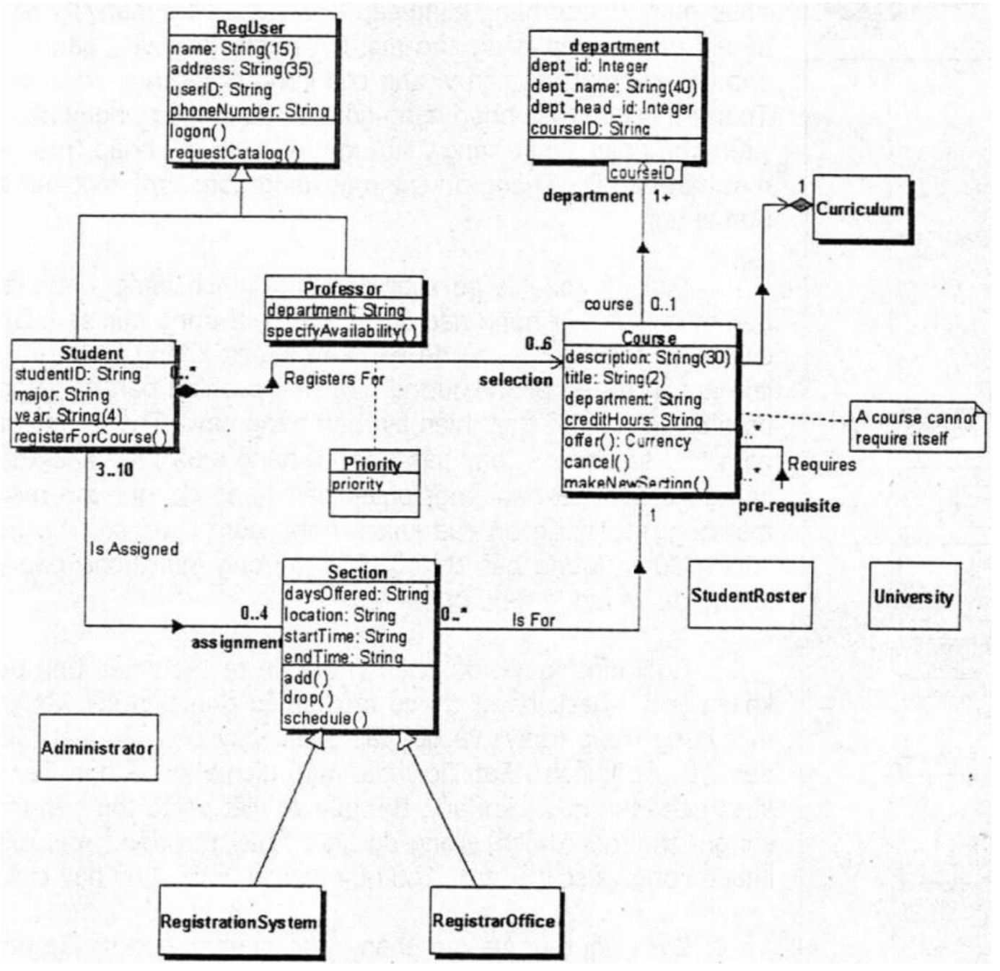 RegUser
name: String(15)
address: String(35)
userID: String
phoneNumber: String
logon()
requestCatalog()
department
dept_id: Integer
dept_name: String(40)
dept_head_id: Integer
courseID: String
courseID
department 1+
1
Curriculum
Professor
department: String
specifyAvailability()
course 0..1
Student
studentID: String
major: String
year: String(4)
registerForCourse()
0..*
Registers For
0..6
selection
Course
description: String(30)
title: String(2)
department: String
creditHours: String
offer(): Currency
cancel()
makeNewSection()
A course cannot
require itself
..*
..*
Requires
pre-requisite
Priority
priority
3..10
Is Assigned
0..4
assignment
Section
daysOffered: String
location: String
startTime: String
endTime: String
add()
drop()
schedule()
0..*
Is For
1
StudentRoster
University
Administrator
RegistrationSystem
RegistrarOffice